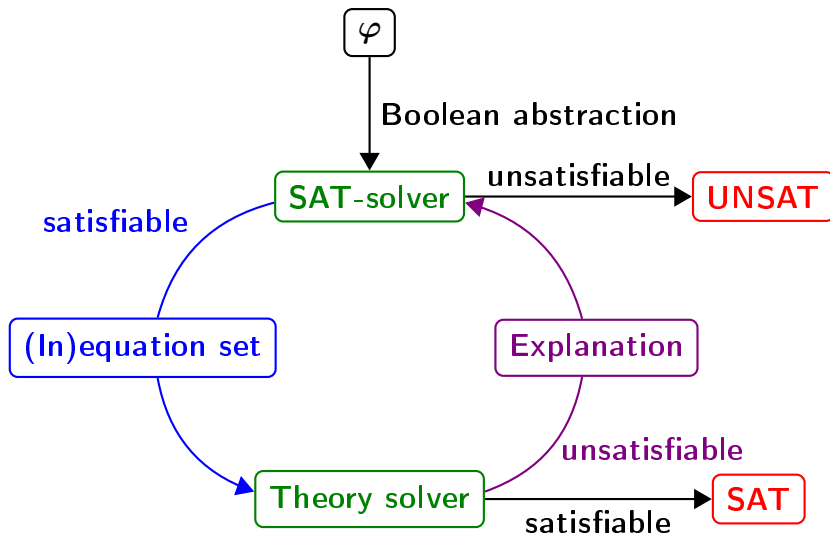 φ
Boolean abstraction
unsatisfiable
SAT-solver
UNSAT
satisfiable
(In)equation set
Explanation
unsatisfiable
Theory solver
SAT
satisfiable